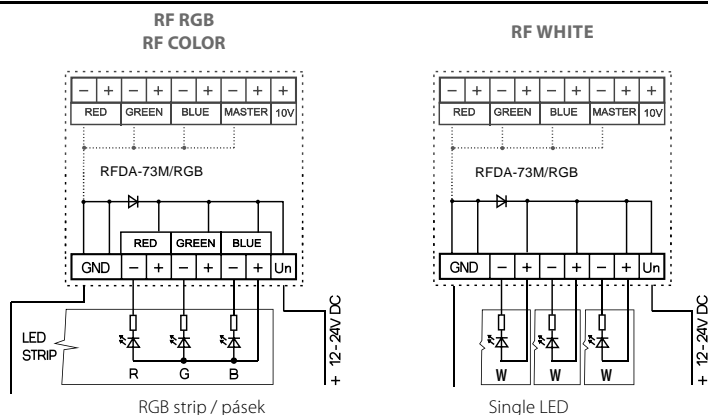 RF RGB
RF COLOR
RF WHITE
− + − + − + − + +
RED GREEN BLUE MASTER 10V
RFDA-73M/RGB
RED GREEN BLUE
GND − + − + − + Un
LED
STRIP
R G B
+ 12 - 24V DC
RGB strip / pásek
− + − + − + − + +
RED GREEN BLUE MASTER 10V
RFDA-73M/RGB
GND − + − + − + Un
W W W
+ 12 - 24V DC
Single LED